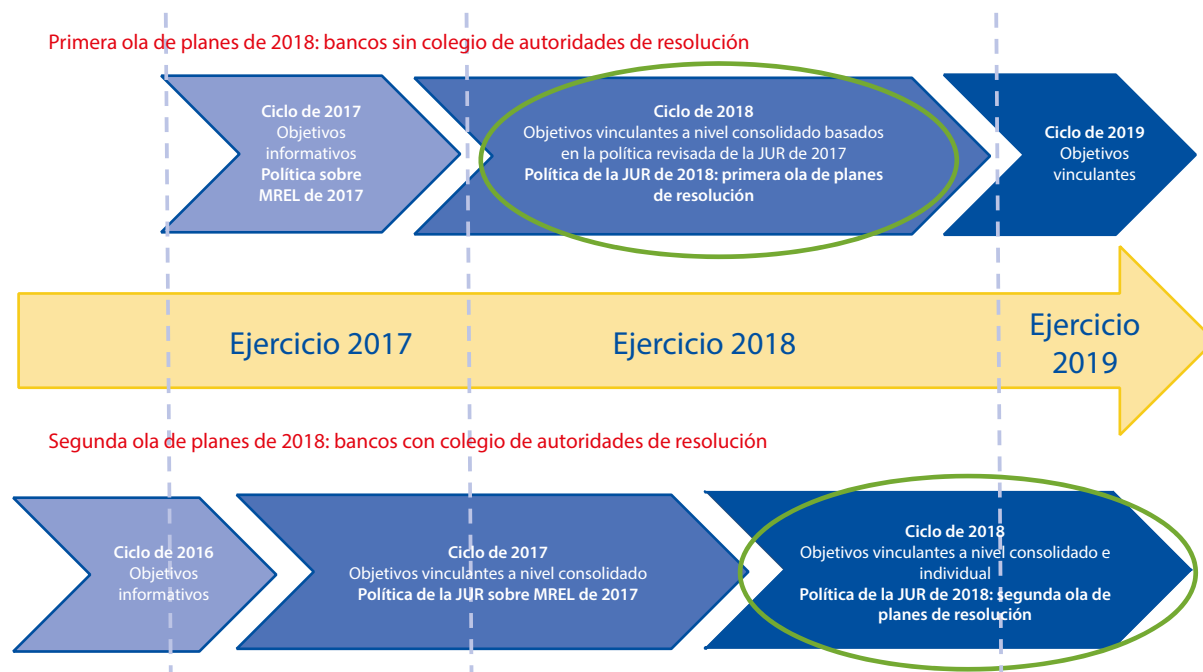 Primera ola de planes de 2018: bancos sin colegio de autoridades de resolución
Ciclo de 2017
Objetivos
informativos
Política sobre
MREL de 2017
Ciclo de 2018
Objetivos vinculantes a nivel consolidado basados
en la política revisada de la JUR de 2017
Política de la JUR de 2018: primera ola de planes
de resolución
Ciclo de 2019
Objetivos
vinculantes
Ejercicio 2017
Ejercicio 2018
Ejercicio
2019
Segunda ola de planes de 2018: bancos con colegio de autoridades de resolución
Ciclo de 2016
Objetivos
informativos
Ciclo de 2017
Objetivos vinculantes a nivel consolidado
Política de la JUR sobre MREL de 2017
Ciclo de 2018
Objetivos vinculantes a nivel consolidado e
individual
Política de la JUR de 2018: segunda ola de
planes de resolución